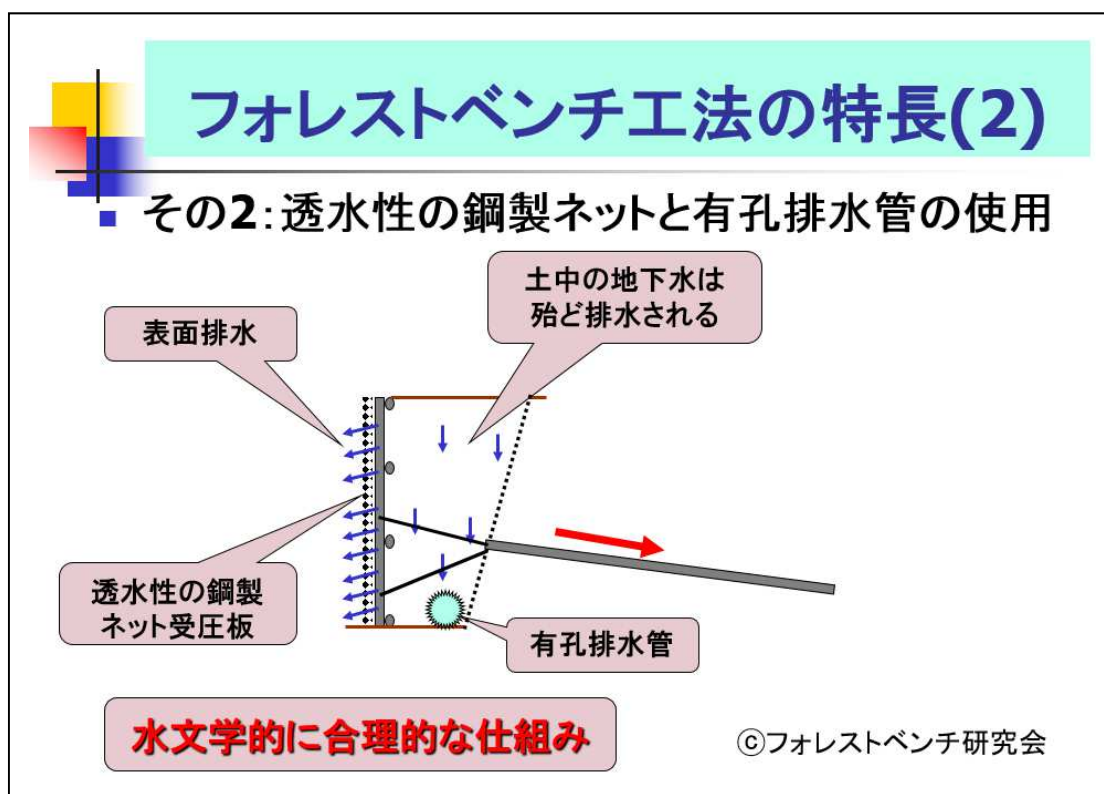 フォレストベンチ工法の特長(2)
その2:透水性の鋼製ネットと有孔排水管の使用
土中の地下水は
殆ど排水される
表面排水
透水性の鋼製
ネット受圧板
有孔排水管
水文学的に合理的な仕組み
©フォレストベンチ研究会